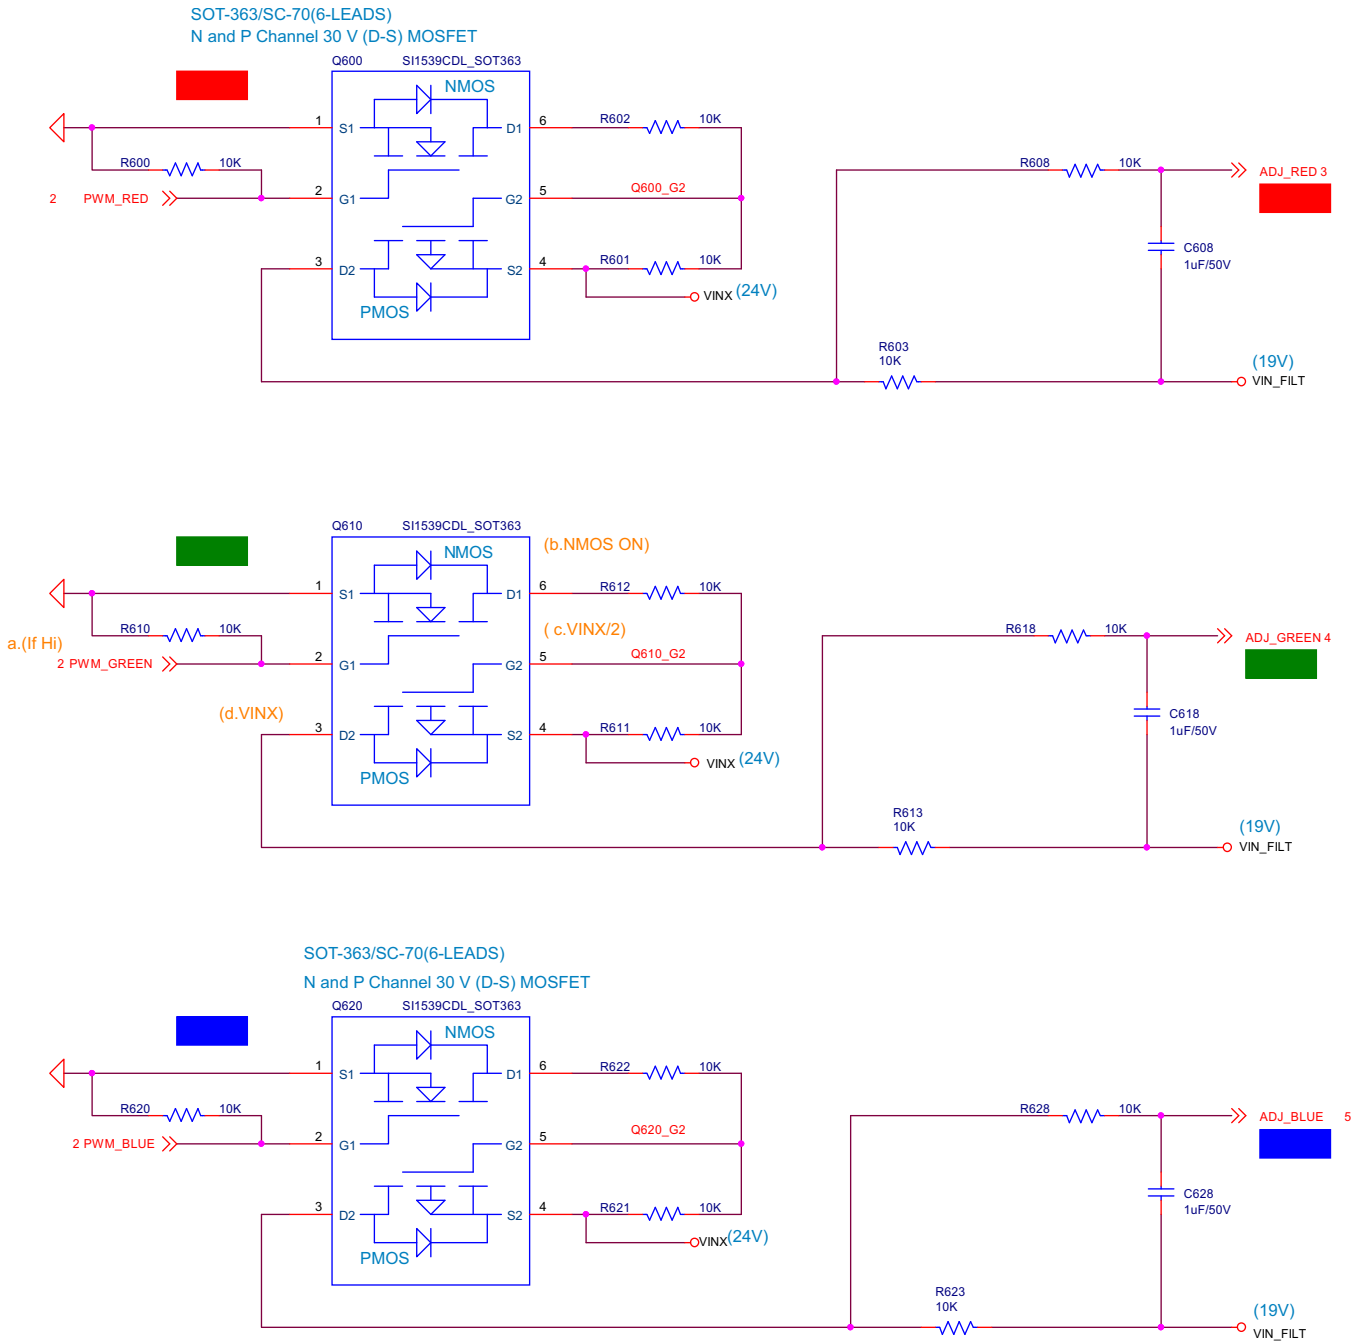 SOT-363/SC-70(6-LEADS)
N and P Channel 30 V (D-S) MOSFET
Q600 SI1539CDL_SOT363
NMOS
1 S1 D1 6 R602 10K
R600 10K
2 PWM_RED 2 G1 G2 5 Q600_G2
3 D2 S2 4 R601 10K
VINX (24V)
PMOS
R608 10K ADJ_RED 3
C608
1uF/50V
R603
10K
(19V)
VIN_FILT
Q610 SI1539CDL_SOT363
NMOS (b.NMOS ON)
1 S1 D1 6 R612 10K
R610 10K ( c.VINX/2)
a.(If Hi)
2 PWM_GREEN 2 G1 G2 5 Q610_G2
(d.VINX)
3 D2 S2 4 R611 10K
VINX (24V)
PMOS
R618 10K ADJ_GREEN 4
C618
1uF/50V
R613
10K
(19V)
VIN_FILT
SOT-363/SC-70(6-LEADS)
N and P Channel 30 V (D-S) MOSFET
Q620 SI1539CDL_SOT363
NMOS
1 S1 D1 6 R622 10K
R620 10K
2 PWM_BLUE 2 G1 G2 5 Q620_G2
3 D2 S2 4 R621 10K
VINX (24V)
PMOS
R628 10K ADJ_BLUE 5
C628
1uF/50V
R623
10K
(19V)
VIN_FILT